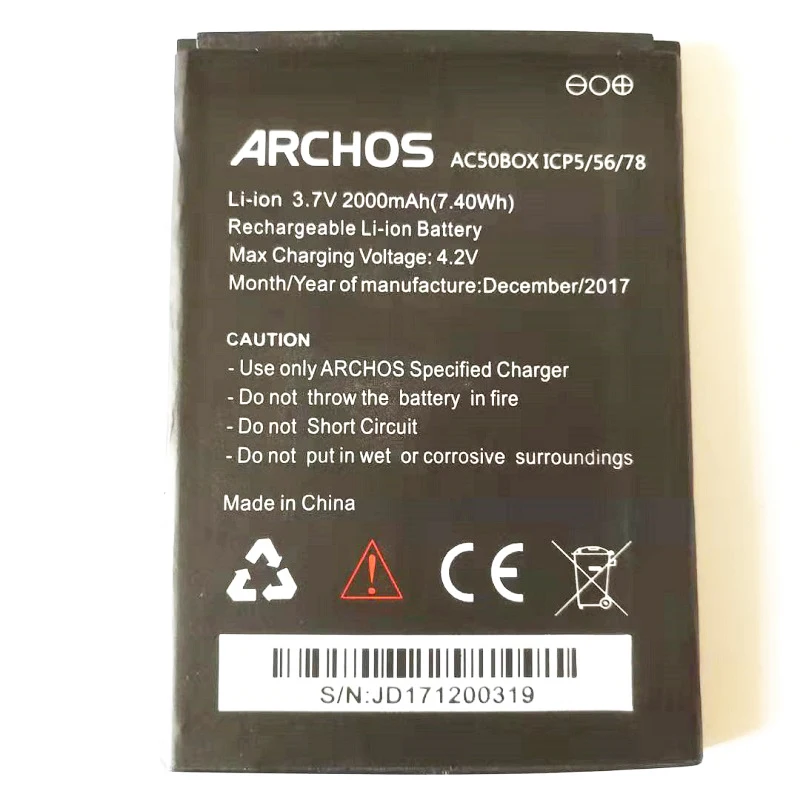 ARCHOS AC50BOX ICP5/56/78
Li-ion 3.7V 2000mAh(7.40Wh)
Rechargeable Li-ion Battery
Max Charging Voltage: 4.2V
Month/Year of manufacture:December/2017
CAUTION
- Use only ARCHOS Specified Charger
- Do not throw the battery in fire
- Do not Short Circuit
- Do not put in wet or corrosive surroundings
Made in China
CE
S/N:JD171200319